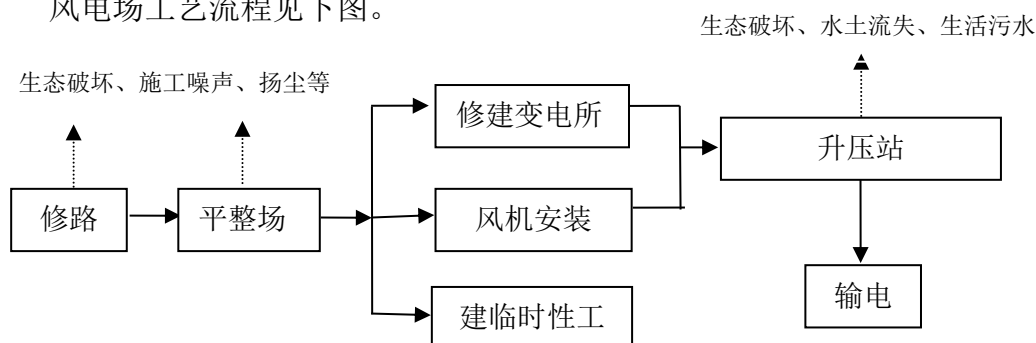 风电场工艺流程见下图。
生态破坏、水土流失、生活污水
生态破坏、施工噪声、扬尘等
修建变电所
升压站
修路
平整场
风机安装
输电
建临时性工